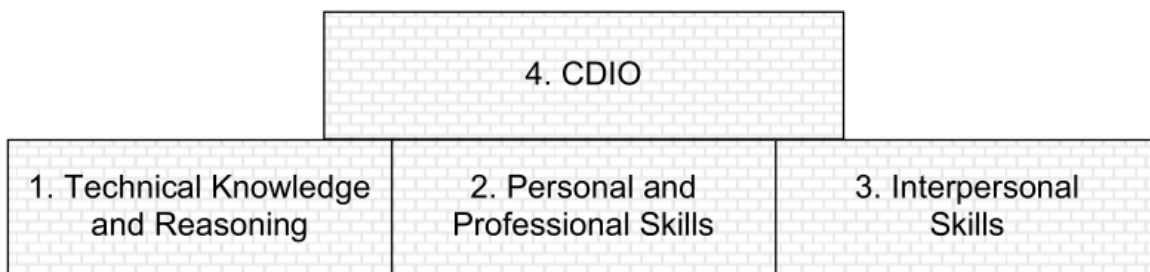 4. CDIO
1. Technical Knowledge
and Reasoning
2. Personal and
Professional Skills
3. Interpersonal
Skills